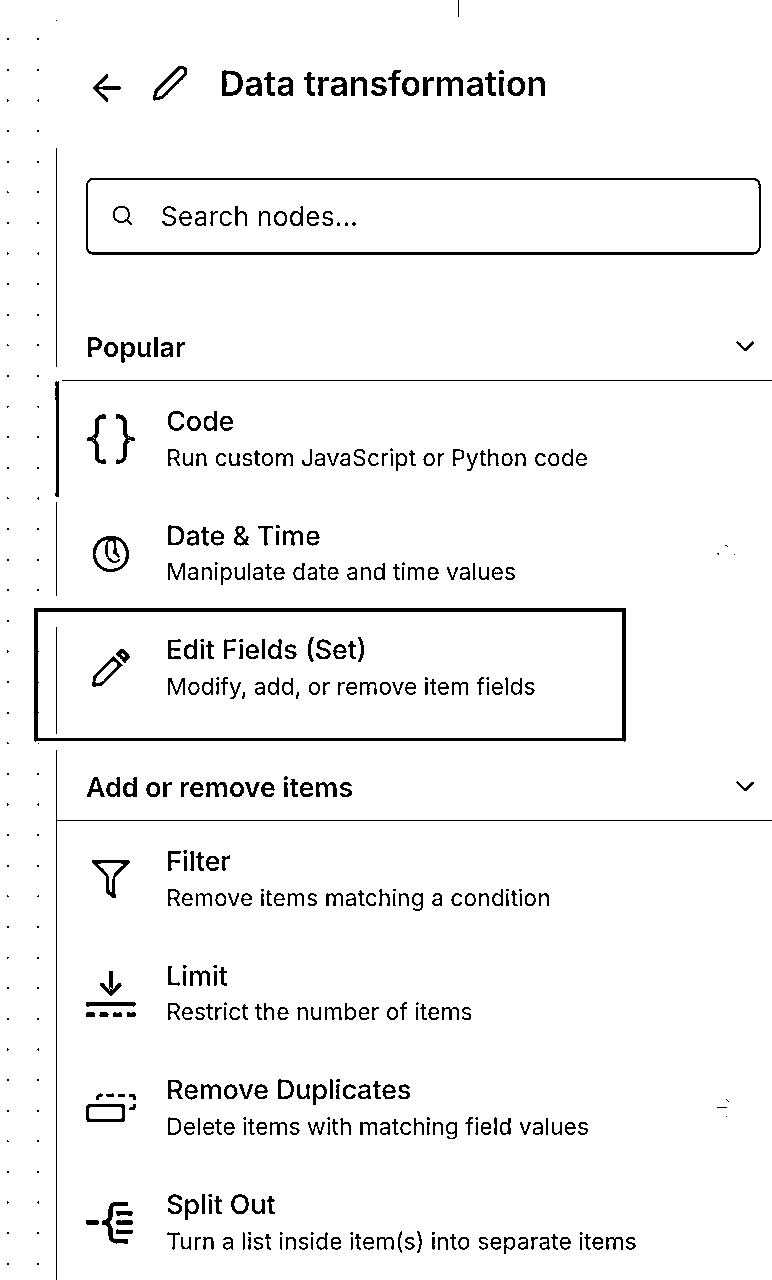 Data transformation
Search nodes...
Popular
Code
Run custom JavaScript or Python code
Date & Time
Manipulate date and time values
Edit Fields (Set)
Modify, add, or remove item fields
Add or remove items
Filter
Remove items matching a condition
Limit
Restrict the number of items
Remove Duplicates
Delete items with matching field values
Split Out
Turn a list inside item(s) into separate items